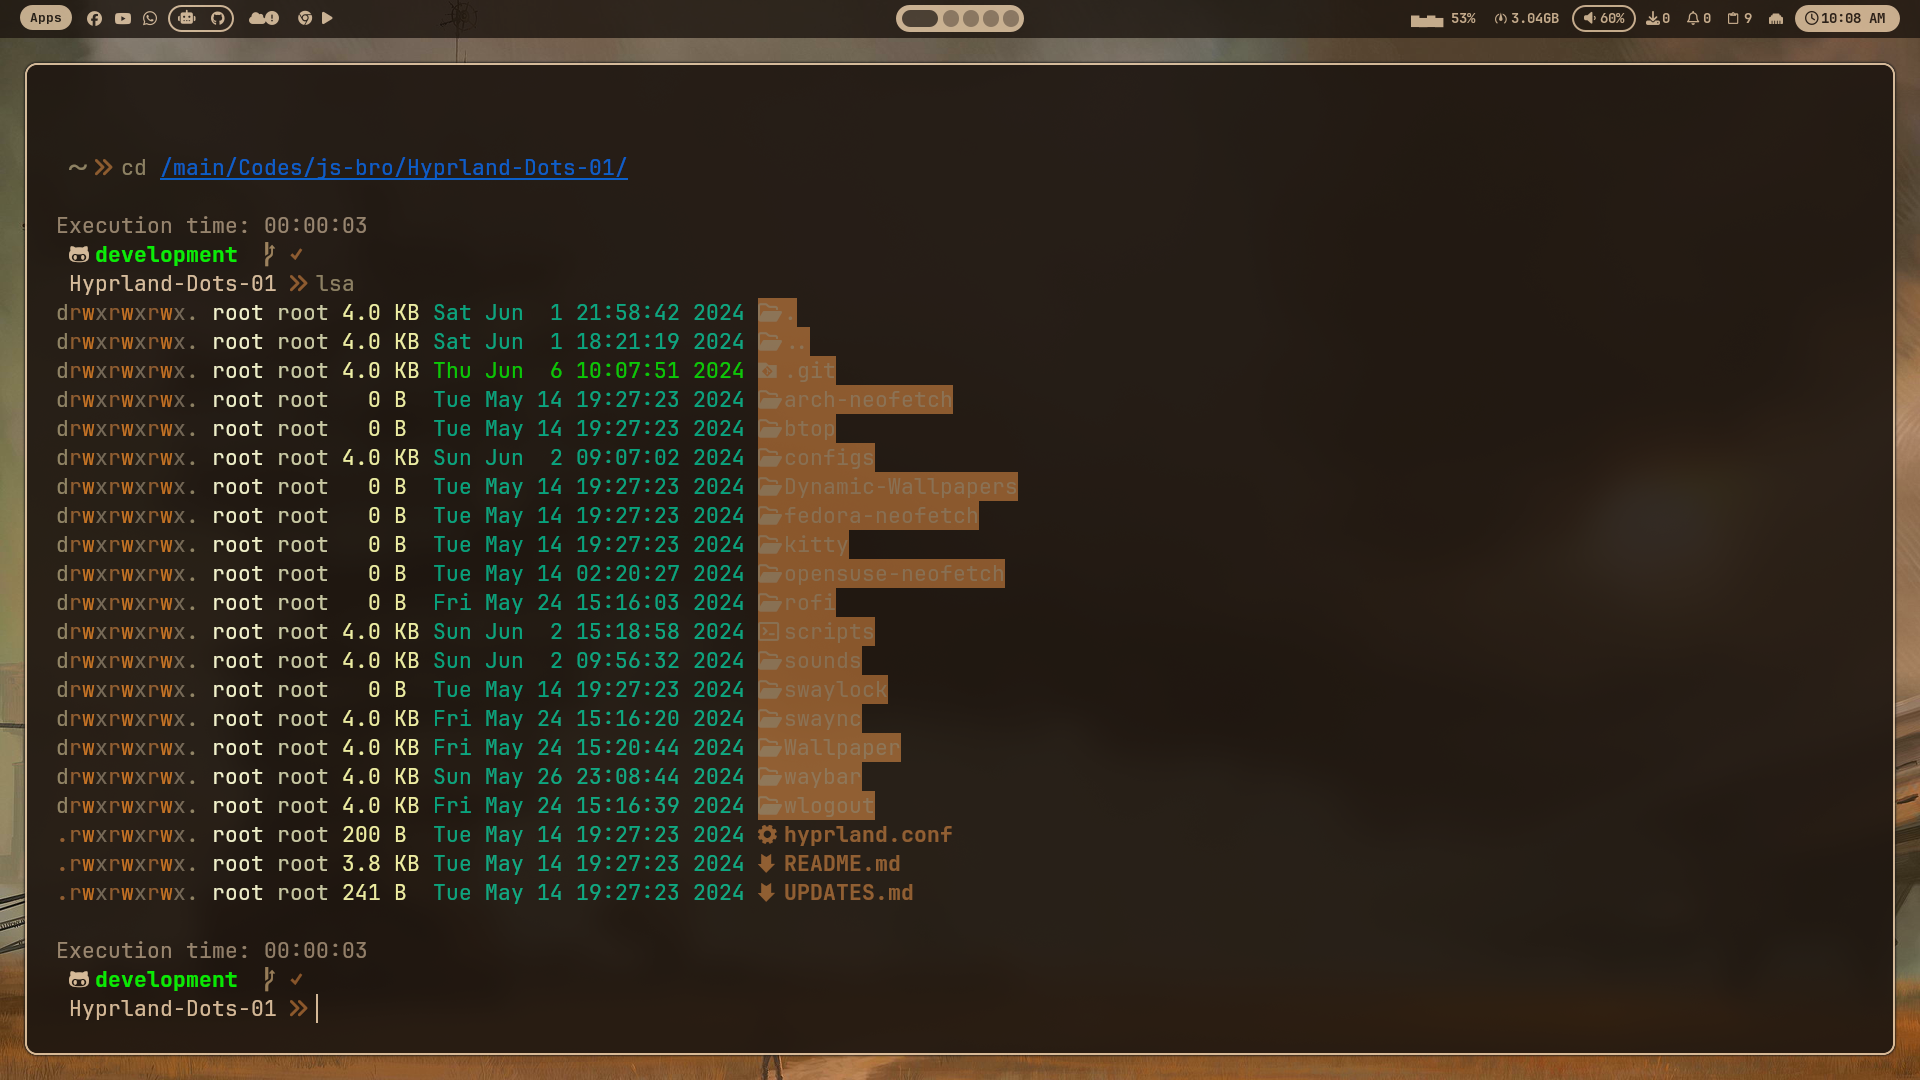 Apps 53% 3.04GB 60% 0 0 9 10:08 AM
~ cd /main/Codes/js-bro/Hyprland-Dots-01/
Execution time: 00:00:03
development
Hyprland-Dots-01 lsa
drwxrwxrwx. root root 4.0 KB Sat Jun  1 21:58:42 2024 .
drwxrwxrwx. root root 4.0 KB Sat Jun  1 18:21:19 2024 ..
drwxrwxrwx. root root 4.0 KB Thu Jun  6 10:07:51 2024 .git
drwxrwxrwx. root root   0 B  Tue May 14 19:27:23 2024 arch-neofetch
drwxrwxrwx. root root   0 B  Tue May 14 19:27:23 2024 btop
drwxrwxrwx. root root 4.0 KB Sun Jun  2 09:07:02 2024 configs
drwxrwxrwx. root root   0 B  Tue May 14 19:27:23 2024 Dynamic-Wallpapers
drwxrwxrwx. root root   0 B  Tue May 14 19:27:23 2024 fedora-neofetch
drwxrwxrwx. root root   0 B  Tue May 14 19:27:23 2024 kitty
drwxrwxrwx. root root   0 B  Tue May 14 02:20:27 2024 opensuse-neofetch
drwxrwxrwx. root root   0 B  Fri May 24 15:16:03 2024 rofi
drwxrwxrwx. root root 4.0 KB Sun Jun  2 15:18:58 2024 scripts
drwxrwxrwx. root root 4.0 KB Sun Jun  2 09:56:32 2024 sounds
drwxrwxrwx. root root   0 B  Tue May 14 19:27:23 2024 swaylock
drwxrwxrwx. root root 4.0 KB Fri May 24 15:16:20 2024 swaync
drwxrwxrwx. root root 4.0 KB Fri May 24 15:20:44 2024 Wallpaper
drwxrwxrwx. root root 4.0 KB Sun May 26 23:08:44 2024 waybar
drwxrwxrwx. root root 4.0 KB Fri May 24 15:16:39 2024 wlogout
.rwxrwxrwx. root root 200 B  Tue May 14 19:27:23 2024 hyprland.conf
.rwxrwxrwx. root root 3.8 KB Tue May 14 19:27:23 2024 README.md
.rwxrwxrwx. root root 241 B  Tue May 14 19:27:23 2024 UPDATES.md
Execution time: 00:00:03
development
Hyprland-Dots-01